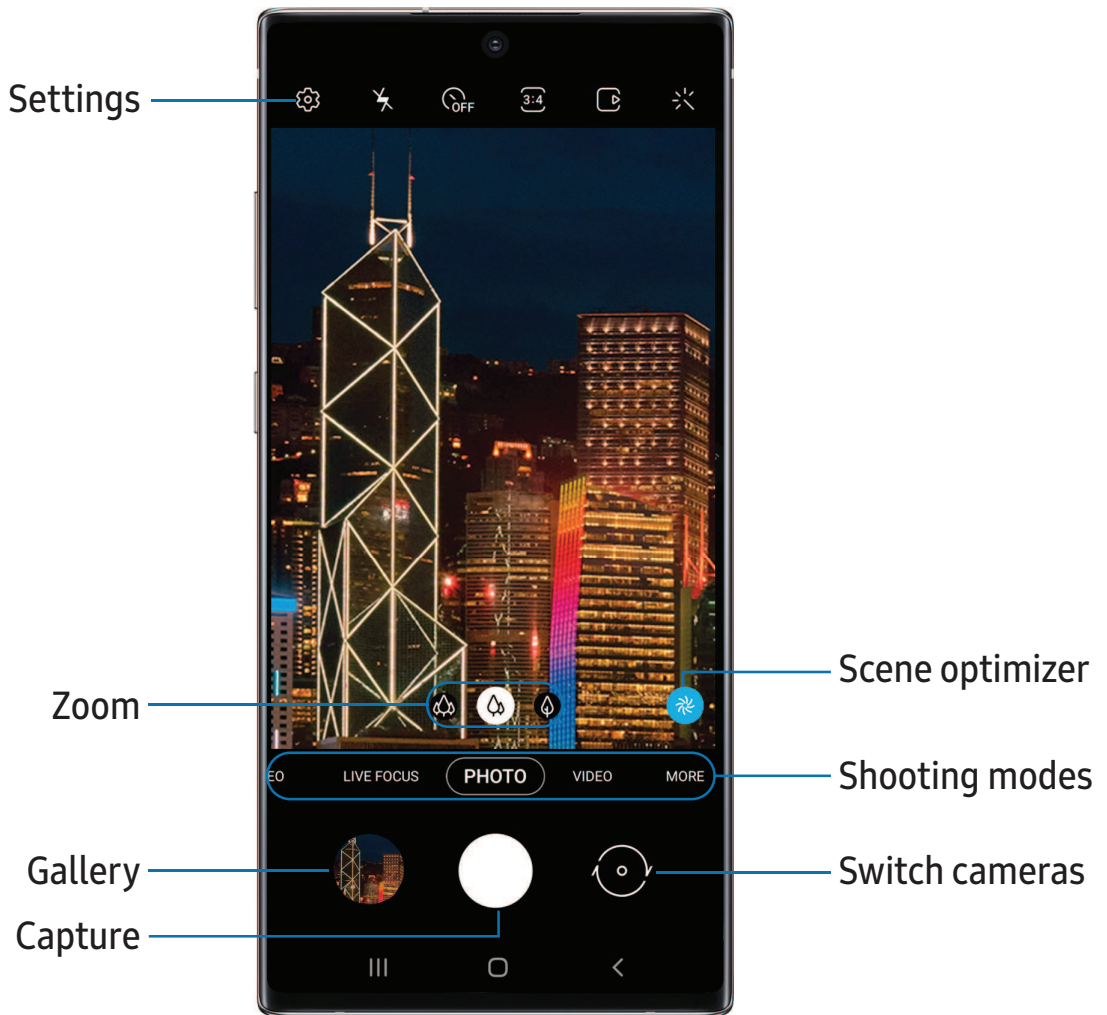 Settings
OFF
3:4
Zoom
Scene optimizer
EO LIVE FOCUS PHOTO VIDEO MORE
Shooting modes
Gallery
Switch cameras
Capture